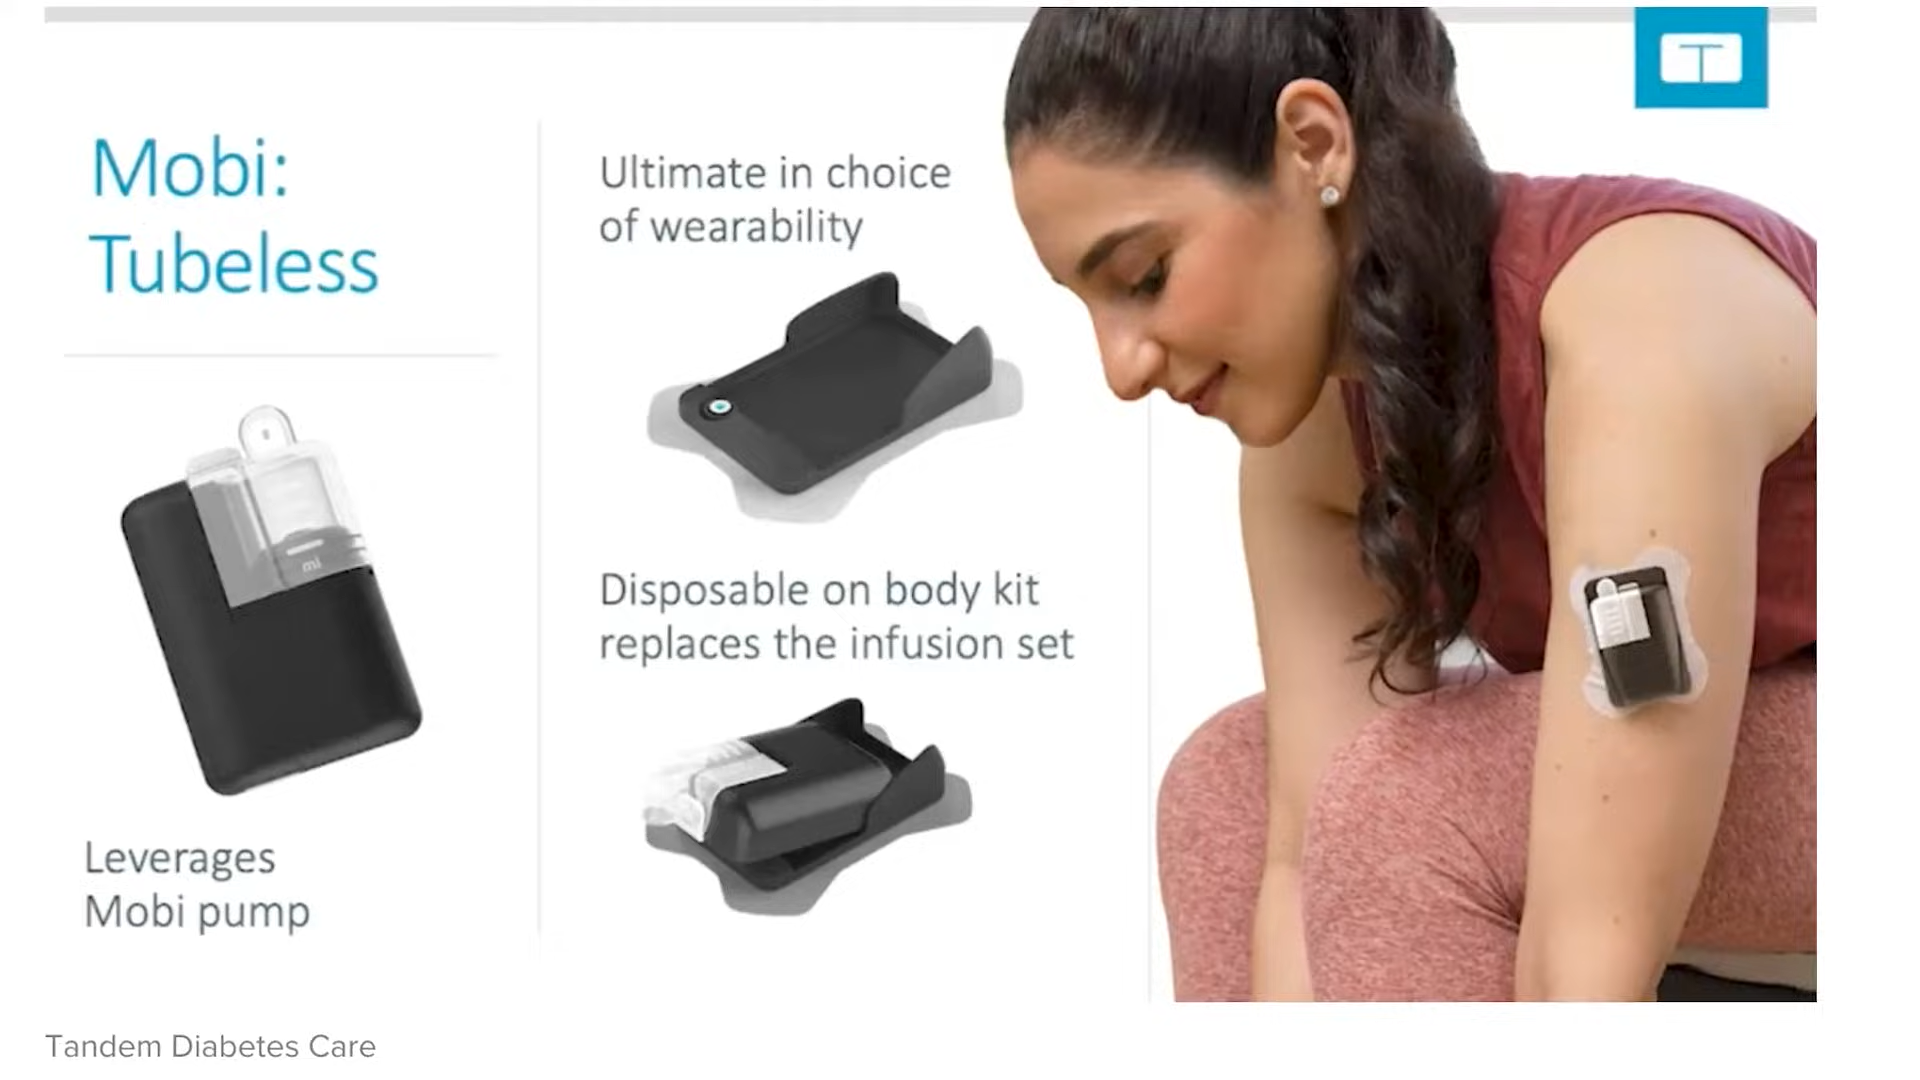 Mobi:
Tubeless
Leverages
Mobi pump
Ultimate in choice
of wearability
Disposable on body kit
replaces the infusion set
mi
T
Tandem Diabetes Care